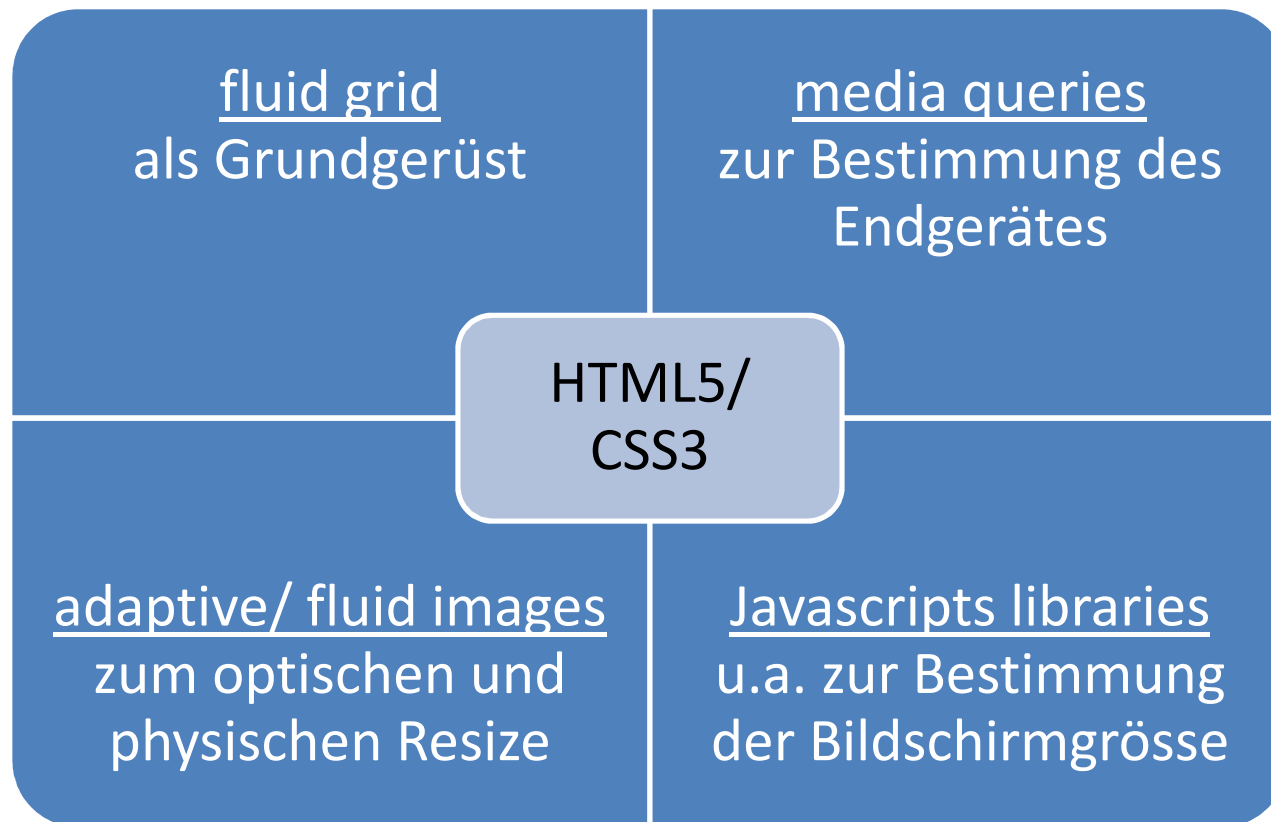 fluid grid
als Grundgerüst
media queries
zur Bestimmung des
Endgerätes
HTML5/
CSS3
adaptive/ fluid images
zum optischen und
physischen Resize
Javascripts libraries
u.a. zur Bestimmung
der Bildschirmgrösse